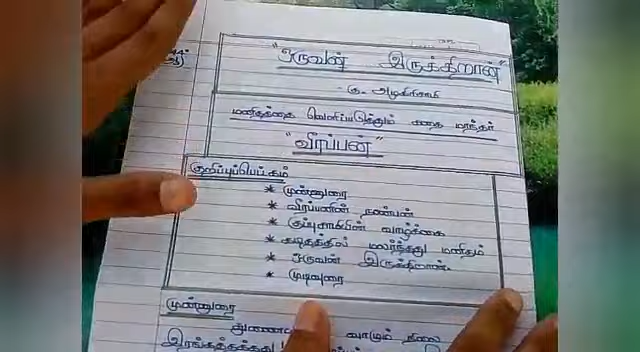 "ஒருவன் இருக்கிறான்"
- கு. அழகிரிசாமி
மனிதத்தை வெளிப்படுத்தும் கதை மாந்தர்
"வீரப்பன்"
குறிப்புப்பெட்டகம்
* முன்னுரை
* வீரப்பனின் நண்பன்
* குப்புசாமியின் வாழ்க்கை
* கடிதத்தில் மலர்ந்தது மனிதம்
* ஒருவன் இருக்கிறான்.
* முடிவுரை
முன்னுரை
வாழும் நிலை